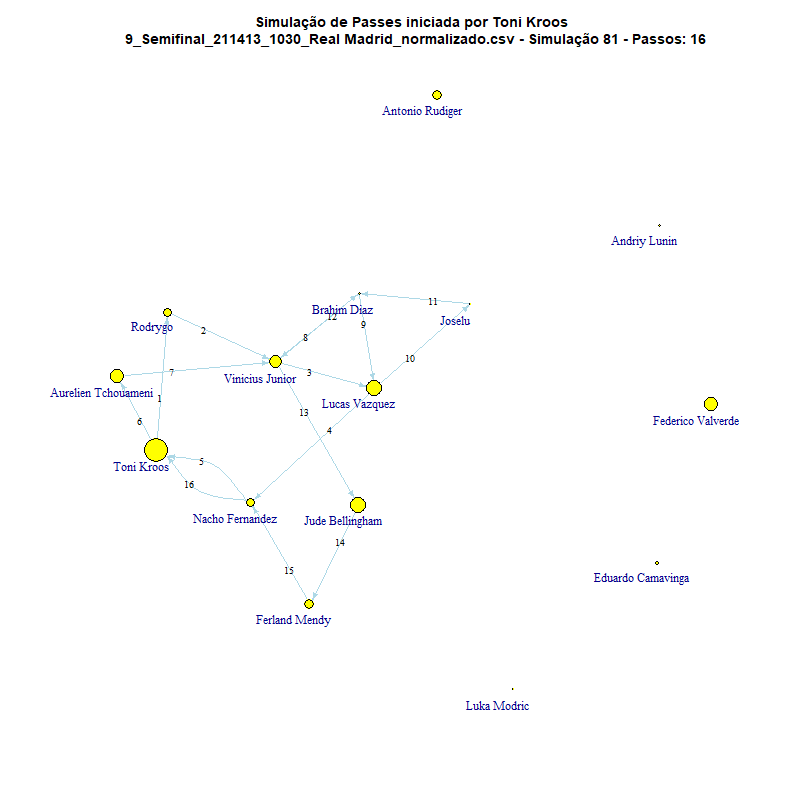 Simulação de Passes iniciada por Toni Kroos
9_Semifinal_211413_1030_Real Madrid_normalizado.csv - Simulação 81 - Passos: 16
Antonio Rudiger
Andriy Lunin
11
Brahim Diaz
12
Joselu
9
Rodrygo
2
8
10
7
3
Vinicius Junior
Aurelien Tchouameni
1
Lucas Vazquez
13
Federico Valverde
6
4
Toni Kroos
5
16
Nacho Fernandez
Jude Bellingham
14
15
Eduardo Camavinga
Ferland Mendy
Luka Modric